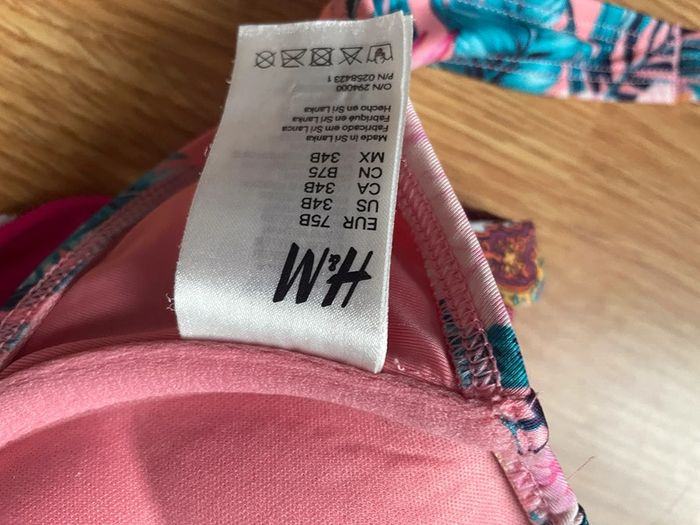 H&M
EUR 75B
US 34B
CA 34B
CN B75
MX 34B
Made in Sri Lanka
Fabricado em Sri Lanca
Fabriqué en Sri Lanka
Hecho en Sri Lanka
O/N 294000
P/N 0258423 1